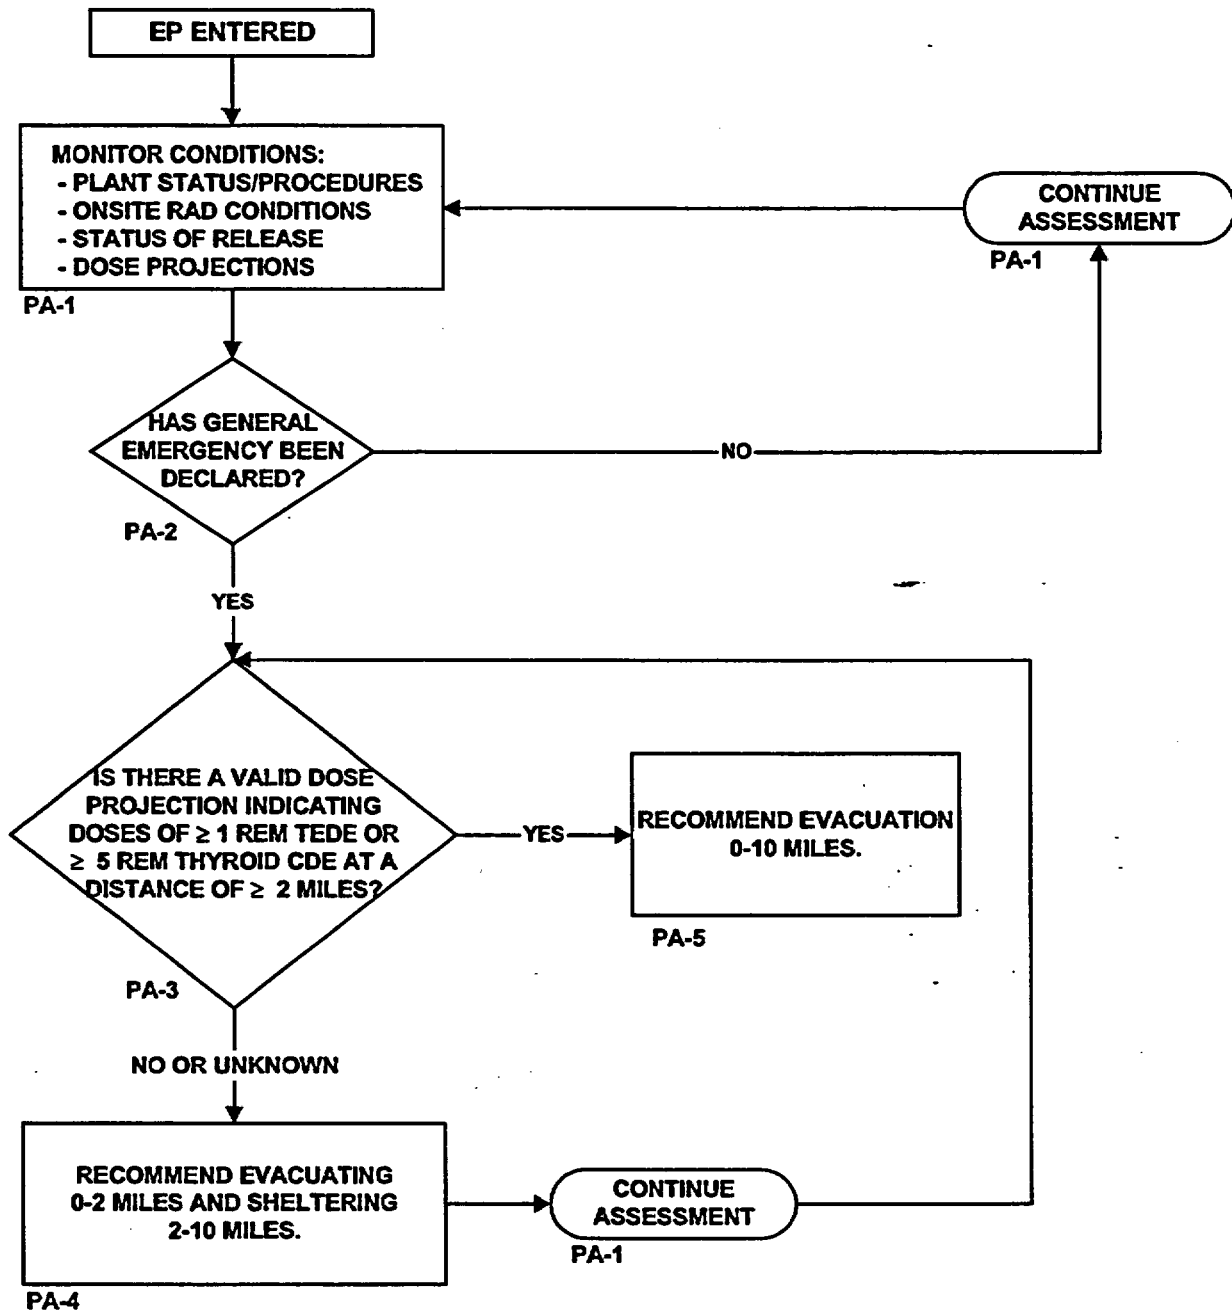 EP ENTERED
MONITOR CONDITIONS:
- PLANT STATUS/PROCEDURES
- ONSITE RAD CONDITIONS
- STATUS OF RELEASE
- DOSE PROJECTIONS
PA-1
CONTINUE
ASSESSMENT
PA-1
HAS GENERAL
EMERGENCY BEEN
DECLARED?
PA-2
NO
YES
IS THERE A VALID DOSE
PROJECTION INDICATING
DOSES OF ≥ 1 REM TEDE OR
≥ 5 REM THYROID CDE AT A
DISTANCE OF ≥ 2 MILES?
PA-3
YES
RECOMMEND EVACUATION
0-10 MILES.
PA-5
NO OR UNKNOWN
RECOMMEND EVACUATING
0-2 MILES AND SHELTERING
2-10 MILES.
PA-4
CONTINUE
ASSESSMENT
PA-1